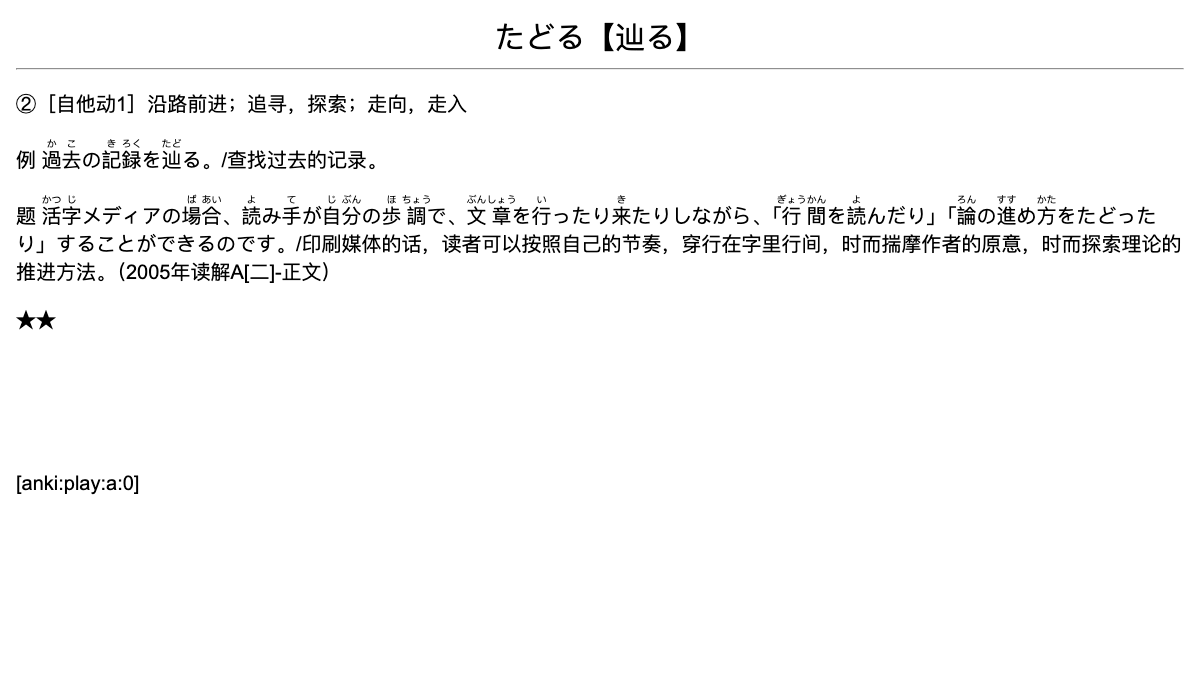 たどる【辿る】
②［自他动1］沿路前进；追寻，探索；走向，走入
例 過去の記録を辿る。/查找过去的记录。
题 活字メディアの場合、読み手が自分の歩調で、文章を行ったり来たりしながら、「行間を読んだり」「論の進め方をたどった
り」することができるのです。/印刷媒体的话，读者可以按照自己的节奏，穿行在字里行间，时而揣摩作者的原意，时而探索理论的
推进方法。（2005年读解A[二]-正文）
★★
[anki:play:a:0]